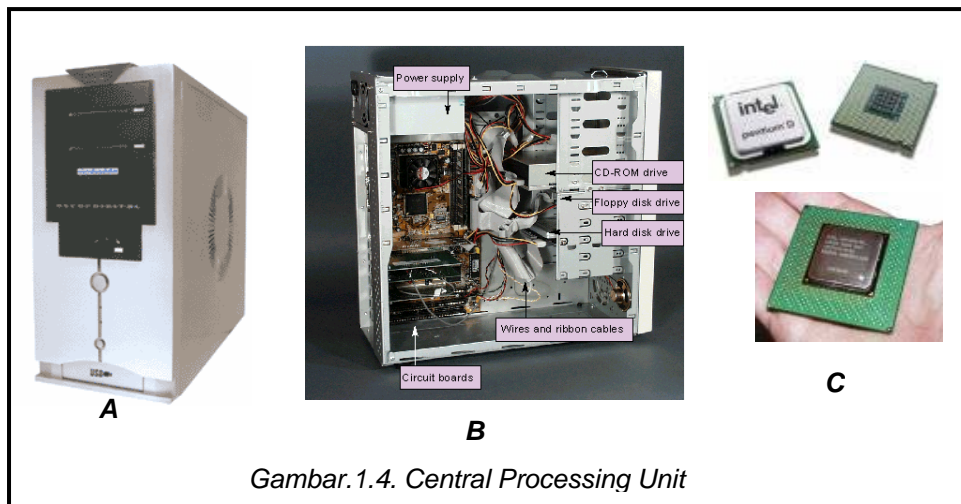 Power supply
CD-ROM drive
Floppy disk drive
Hard disk drive
Wires and ribbon cables
Circuit boards
USB
intel
pentium D
A
B
C
Gambar.1.4. Central Processing Unit